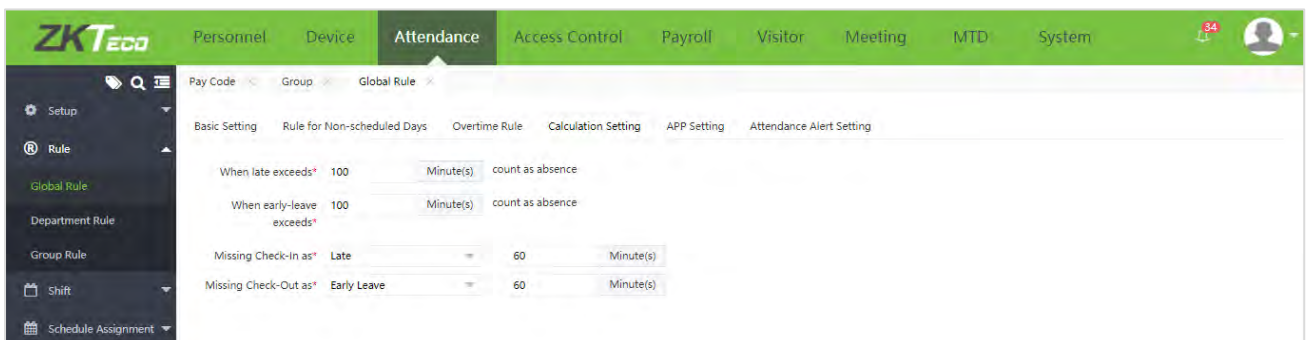 ZKTeco Personnel Device Attendance Access Control Payroll Visitor Meeting MTD System 34
Pay Code × Group × Global Rule ×
Setup
Basic Setting Rule for Non-scheduled Days Overtime Rule Calculation Setting APP Setting Attendance Alert Setting
® Rule
When late exceeds* 100 Minute(s) count as absence
Global Rule
When early-leave exceeds* 100 Minute(s) count as absence
Department Rule
Group Rule
Missing Check-In as* Late 60 Minute(s)
Shift
Missing Check-Out as* Early Leave 60 Minute(s)
Schedule Assignment